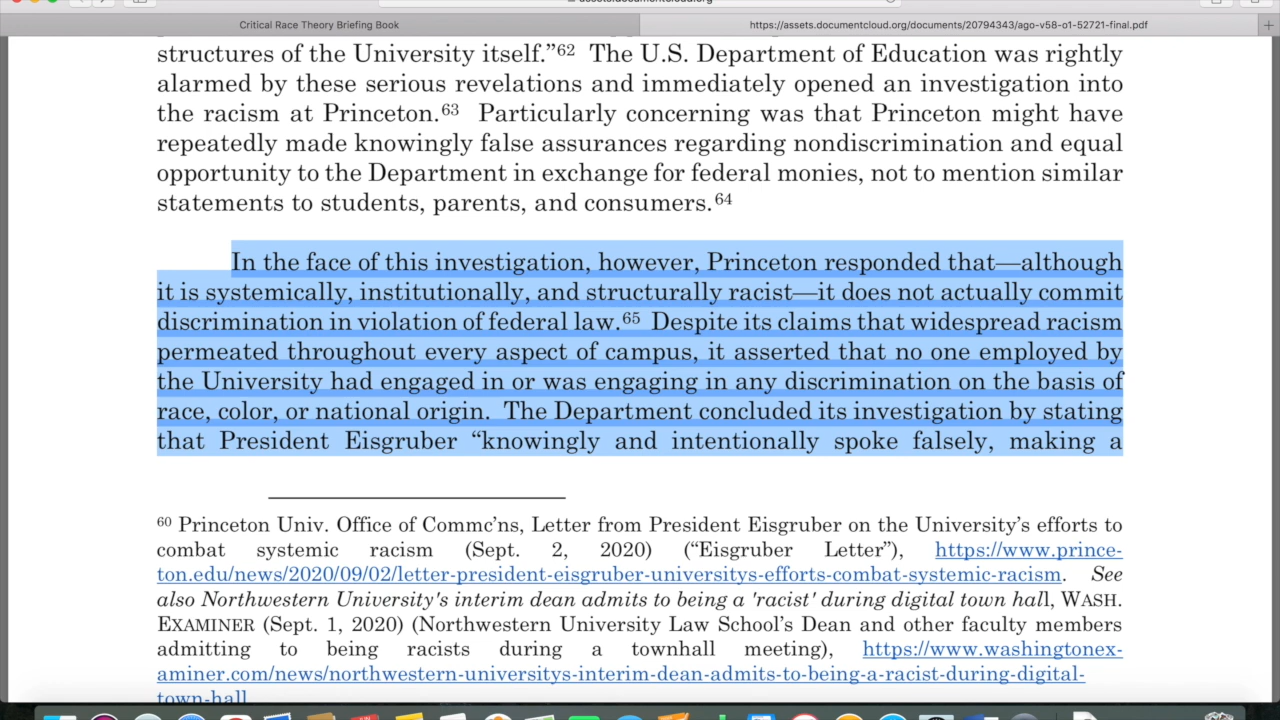 assets.documentcloud.org
Critical Race Theory Briefing Book
https://assets.documentcloud.org/documents/20794343/ago-v58-o1-52721-final.pdf
structures of the University itself.”62 The U.S. Department of Education was rightly
alarmed by these serious revelations and immediately opened an investigation into
the racism at Princeton.63 Particularly concerning was that Princeton might have
repeatedly made knowingly false assurances regarding nondiscrimination and equal
opportunity to the Department in exchange for federal monies, not to mention similar
statements to students, parents, and consumers.64
In the face of this investigation, however, Princeton responded that—although
it is systemically, institutionally, and structurally racist—it does not actually commit
discrimination in violation of federal law.65 Despite its claims that widespread racism
permeated throughout every aspect of campus, it asserted that no one employed by
the University had engaged in or was engaging in any discrimination on the basis of
race, color, or national origin. The Department concluded its investigation by stating
that President Eisgruber “knowingly and intentionally spoke falsely, making a
60 Princeton Univ. Office of Commc’ns, Letter from President Eisgruber on the University’s efforts to
combat systemic racism (Sept. 2, 2020) (“Eisgruber Letter”), https://www.prince-
ton.edu/news/2020/09/02/letter-president-eisgruber-universitys-efforts-combat-systemic-racism. See
also Northwestern University's interim dean admits to being a 'racist' during digital town hall, WASH.
EXAMINER (Sept. 1, 2020) (Northwestern University Law School’s Dean and other faculty members
admitting to being racists during a townhall meeting), https://www.washingtonex-
aminer.com/news/northwestern-universitys-interim-dean-admits-to-being-a-racist-during-digital-
town-hall